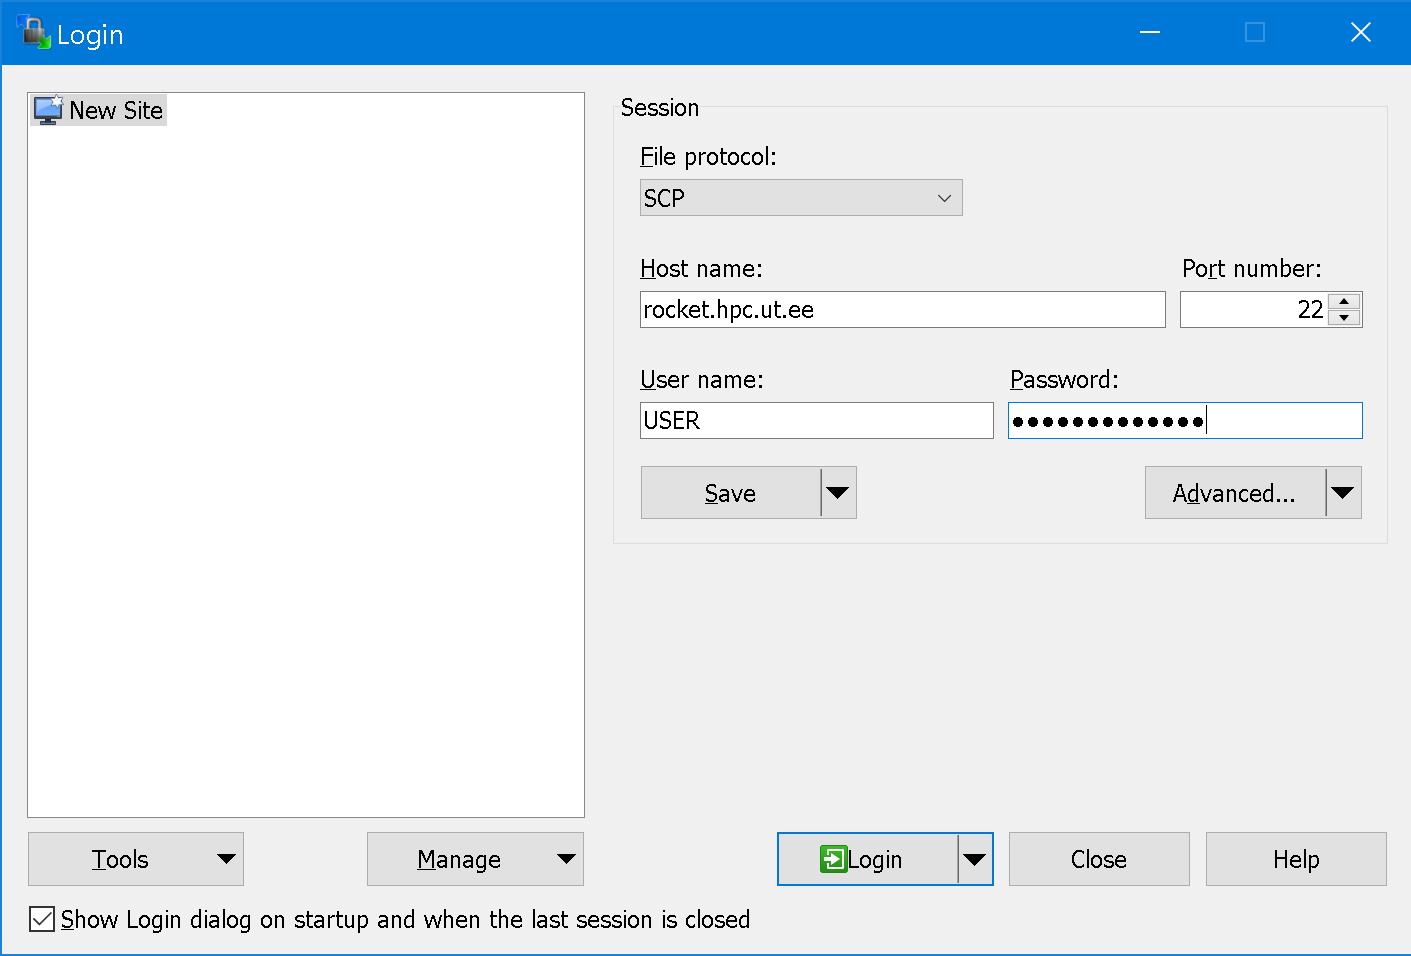 Login
New Site
Session
File protocol:
SCP
Host name:
Port number:
rocket.hpc.ut.ee
22
User name:
Password:
USER
●●●●●●●●●●●●●
Save
Advanced...
Tools
Manage
Login
Close
Help
Show Login dialog on startup and when the last session is closed